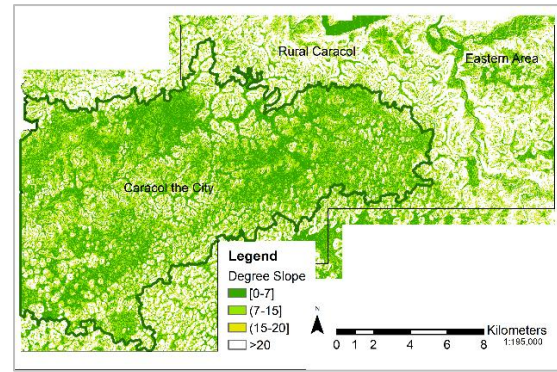 Rural Caracol
Eastern Area
Caracol the City
Legend
Degree Slope
[0-7]
(7-15]
(15-20]
>20
N
Kilometers
0 1 2 4 6 8
1:195,000